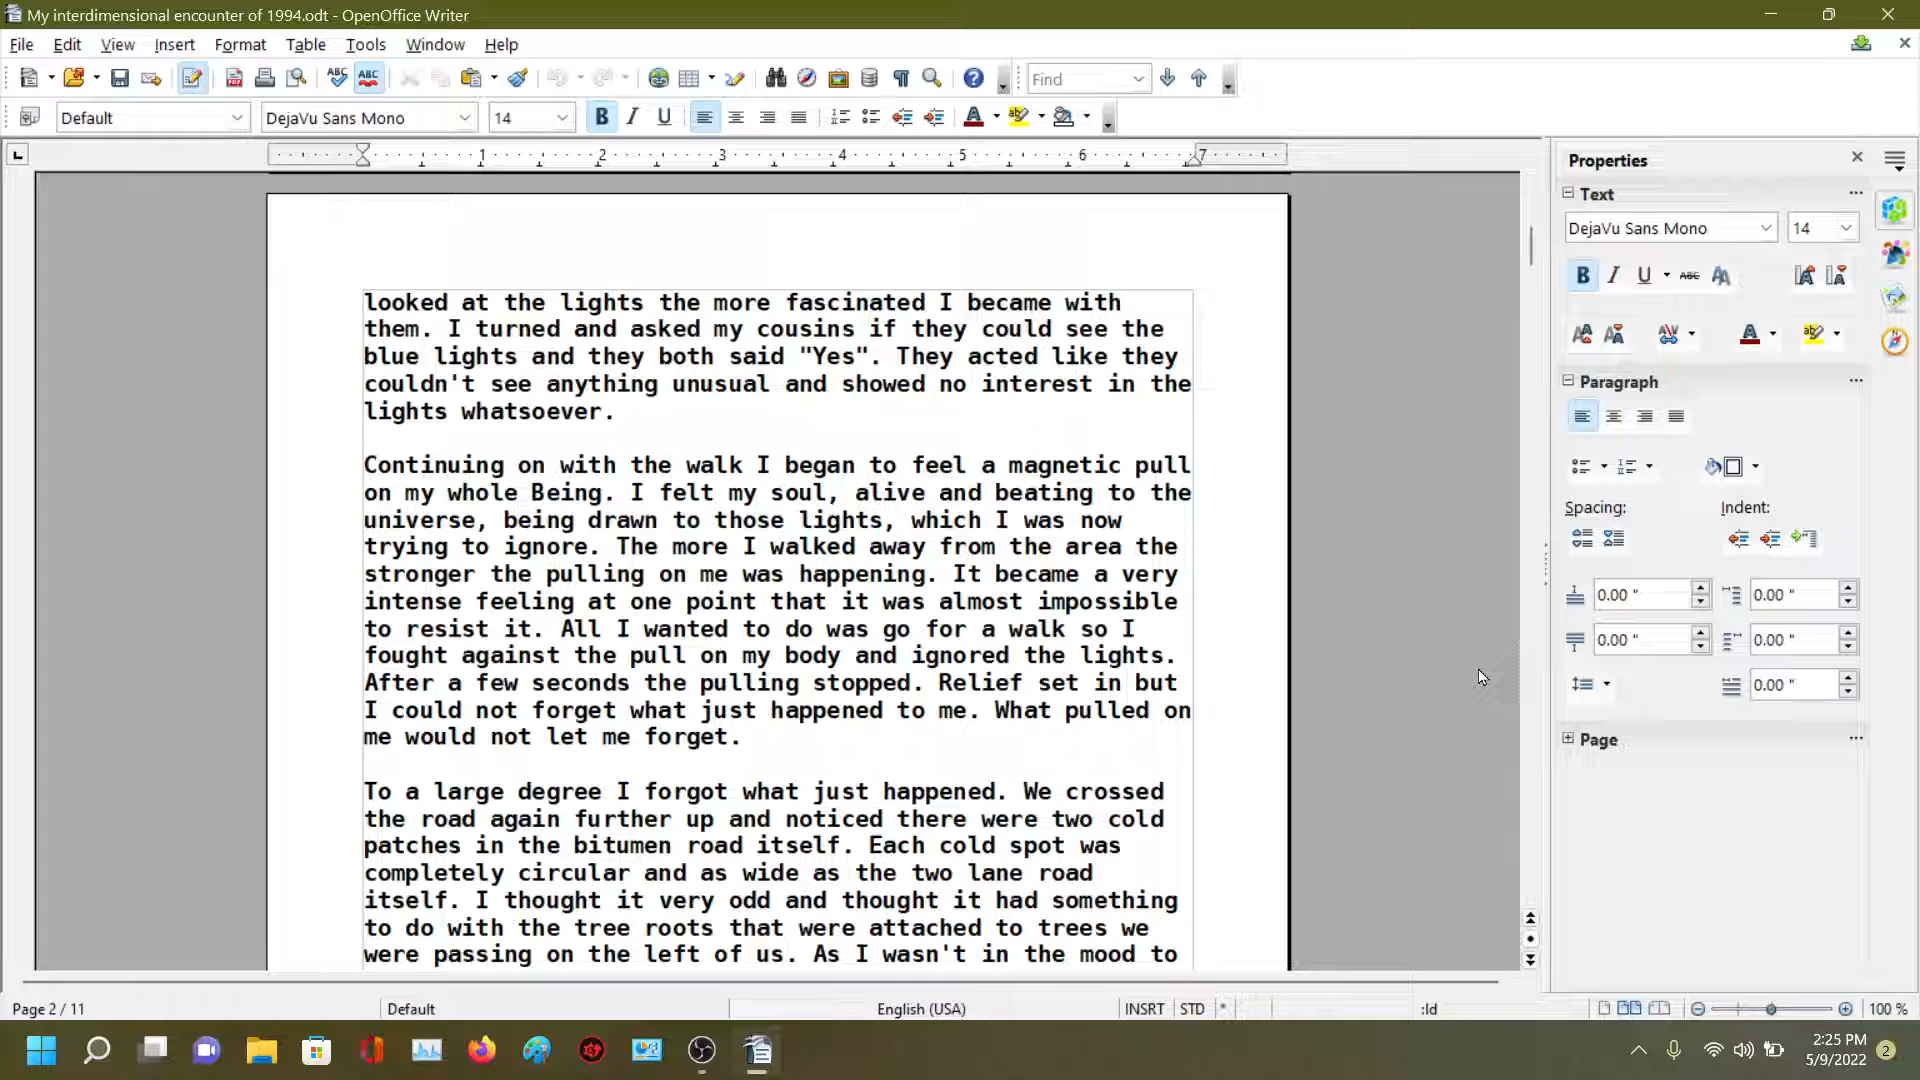 My interdimensional encounter of 1994.odt - OpenOffice Writer
File Edit View Insert Format Table Tools Window Help
Find
Default DejaVu Sans Mono 14
1 2 3 4 5 6 7
looked at the lights the more fascinated I became with
them. I turned and asked my cousins if they could see the
blue lights and they both said "Yes". They acted like they
couldn't see anything unusual and showed no interest in the
lights whatsoever.
Continuing on with the walk I began to feel a magnetic pull
on my whole Being. I felt my soul, alive and beating to the
universe, being drawn to those lights, which I was now
trying to ignore. The more I walked away from the area the
stronger the pulling on me was happening. It became a very
intense feeling at one point that it was almost impossible
to resist it. All I wanted to do was go for a walk so I
fought against the pull on my body and ignored the lights.
After a few seconds the pulling stopped. Relief set in but
I could not forget what just happened to me. What pulled on
me would not let me forget.
To a large degree I forgot what just happened. We crossed
the road again further up and noticed there were two cold
patches in the bitumen road itself. Each cold spot was
completely circular and as wide as the two lane road
itself. I thought it very odd and thought it had something
to do with the tree roots that were attached to trees we
were passing on the left of us. As I wasn't in the mood to
Properties
Text
DejaVu Sans Mono 14
Paragraph
Spacing: Indent:
0.00 " 0.00 "
0.00 " 0.00 "
0.00 "
Page
Page 2 / 11 Default English (USA) INSRT STD * :ld 100 %
2:25 PM
5/9/2022 2